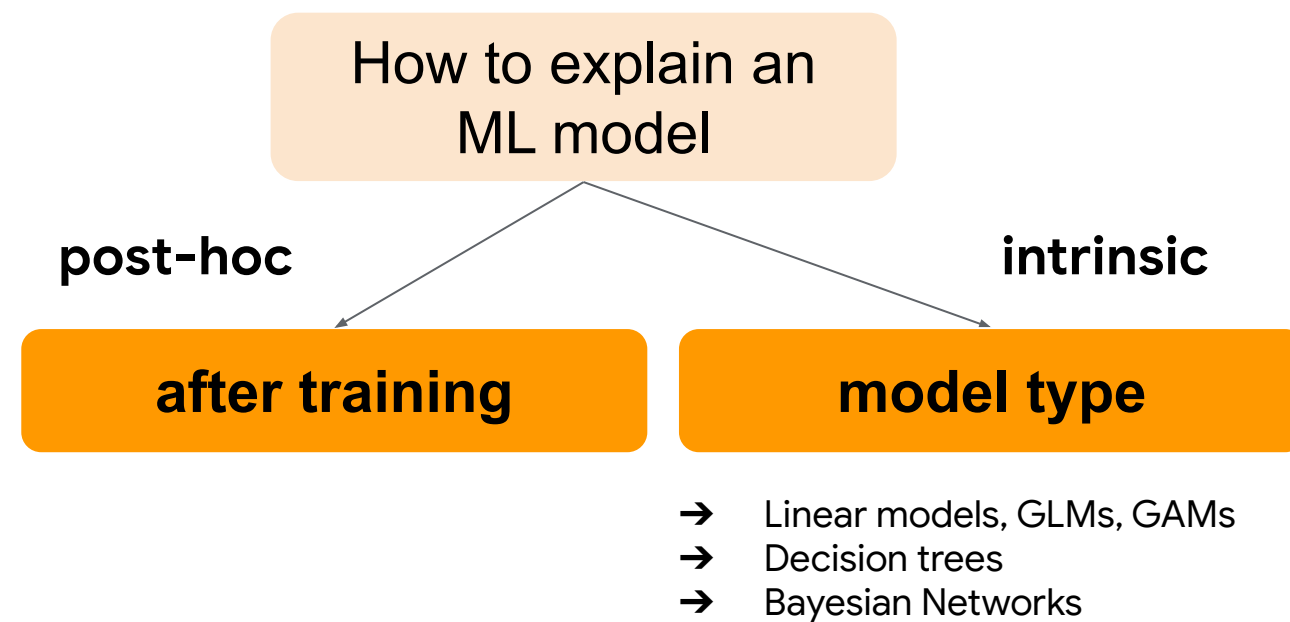 How to explain an
ML model
post-hoc
intrinsic
after training
model type
➔ Linear models, GLMs, GAMs
➔ Decision trees
➔ Bayesian Networks